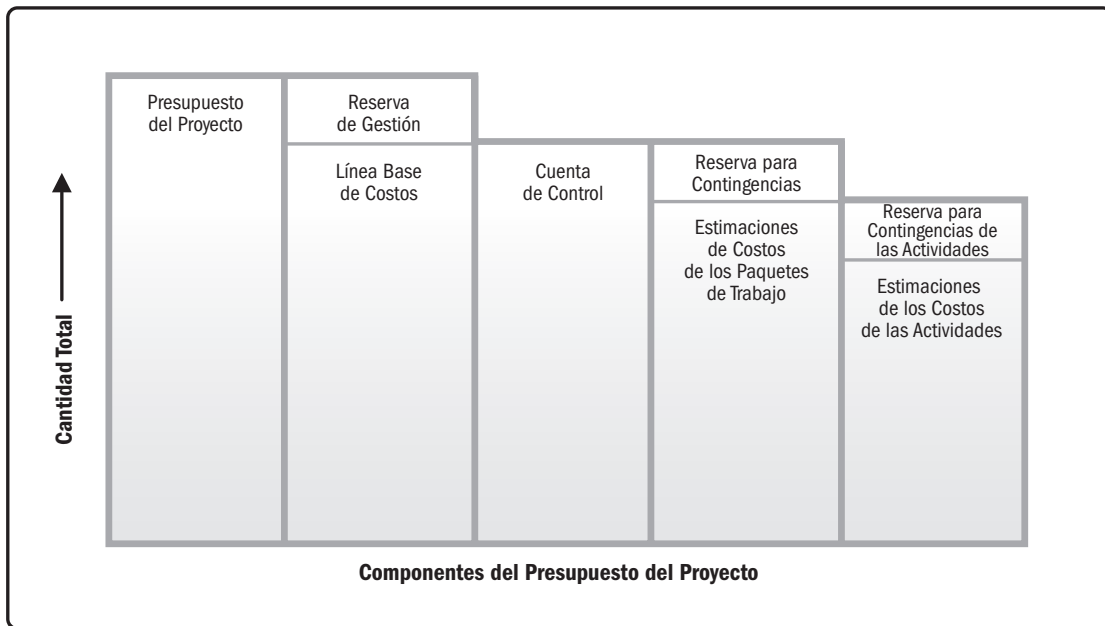 Presupuesto
del Proyecto
Reserva
de Gestión
Línea Base
de Costos
Cuenta
de Control
Reserva para
Contingencias
Estimaciones
de Costos
de los Paquetes
de Trabajo
Reserva para
Contingencias de
las Actividades
Estimaciones
de los Costos
de las Actividades
Cantidad Total
Componentes del Presupuesto del Proyecto